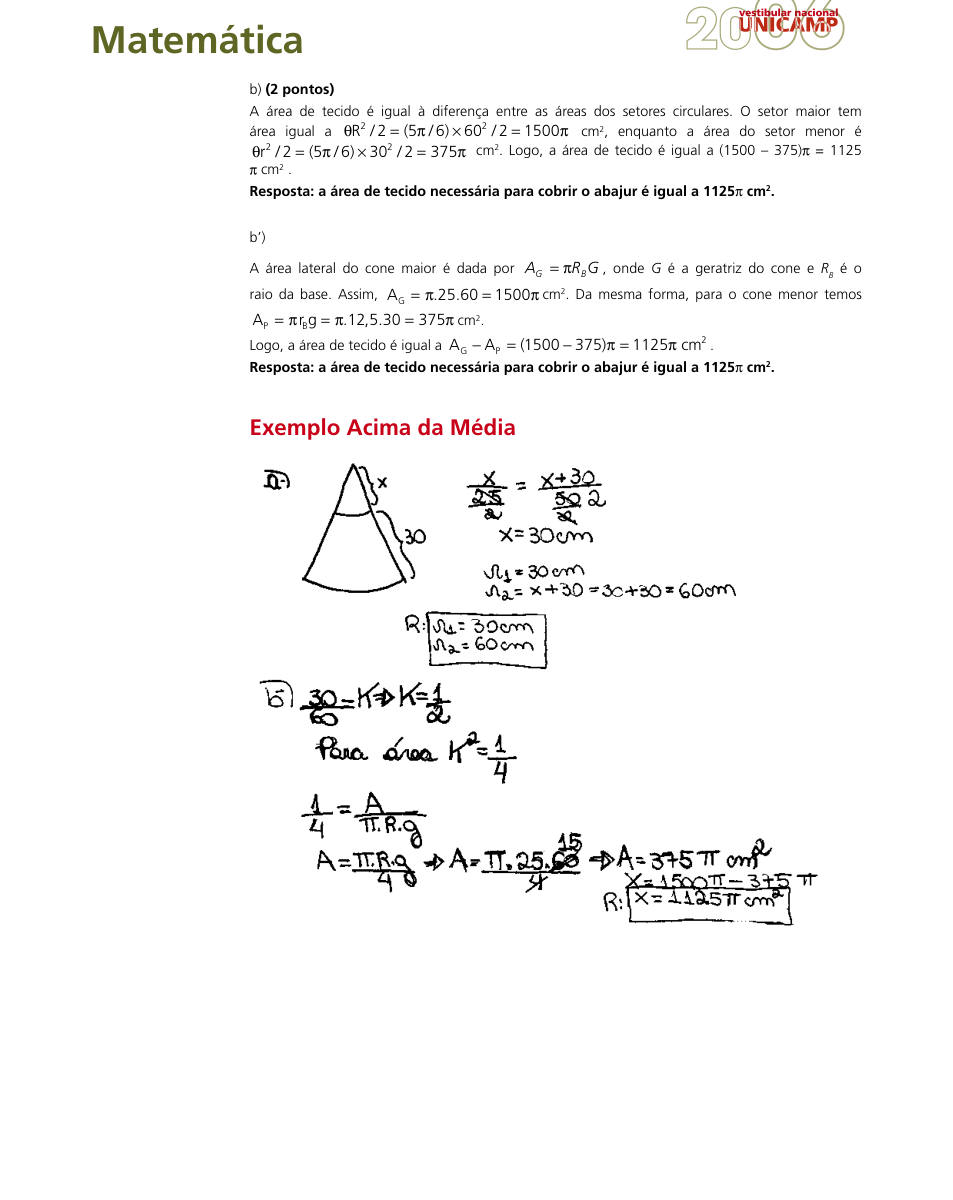 Matemática
2006
vestibular nacional
UNICAMP
b) (2 pontos)
A área de tecido é igual à diferença entre as áreas dos setores circulares. O setor maior tem
área igual a θR² / 2 = (5π / 6) × 60² / 2 = 1500π cm², enquanto a área do setor menor é
θr² / 2 = (5π / 6) × 30² / 2 = 375π cm². Logo, a área de tecido é igual a (1500 – 375)π = 1125
π cm² .
Resposta: a área de tecido necessária para cobrir o abajur é igual a 1125π cm².
b’)
A área lateral do cone maior é dada por A_G = πR_B G , onde G é a geratriz do cone e R_B é o
raio da base. Assim, A_G = π.25.60 = 1500π cm². Da mesma forma, para o cone menor temos
A_P = π r_B g = π.12,5.30 = 375π cm².
Logo, a área de tecido é igual a A_G – A_P = (1500 – 375)π = 1125π cm² .
Resposta: a área de tecido necessária para cobrir o abajur é igual a 1125π cm².
Exemplo Acima da Média
a) x 30 x/(25/2) = x+30/(50/2) 2
x = 30cm
r1 = 30cm
r2 = x+30 = 30+30 = 60cm
R: r1 = 30cm
r2 = 60cm
b) 30/60 = K ⇒ K = 1/2
Para área K² = 1/4
1/4 = A/π.R.g
A = π.R.g/4 ⇒ A = π.25.60/4 15 ⇒ A = 375π cm²
X = 1500π – 375π
R: x = 1125π cm²